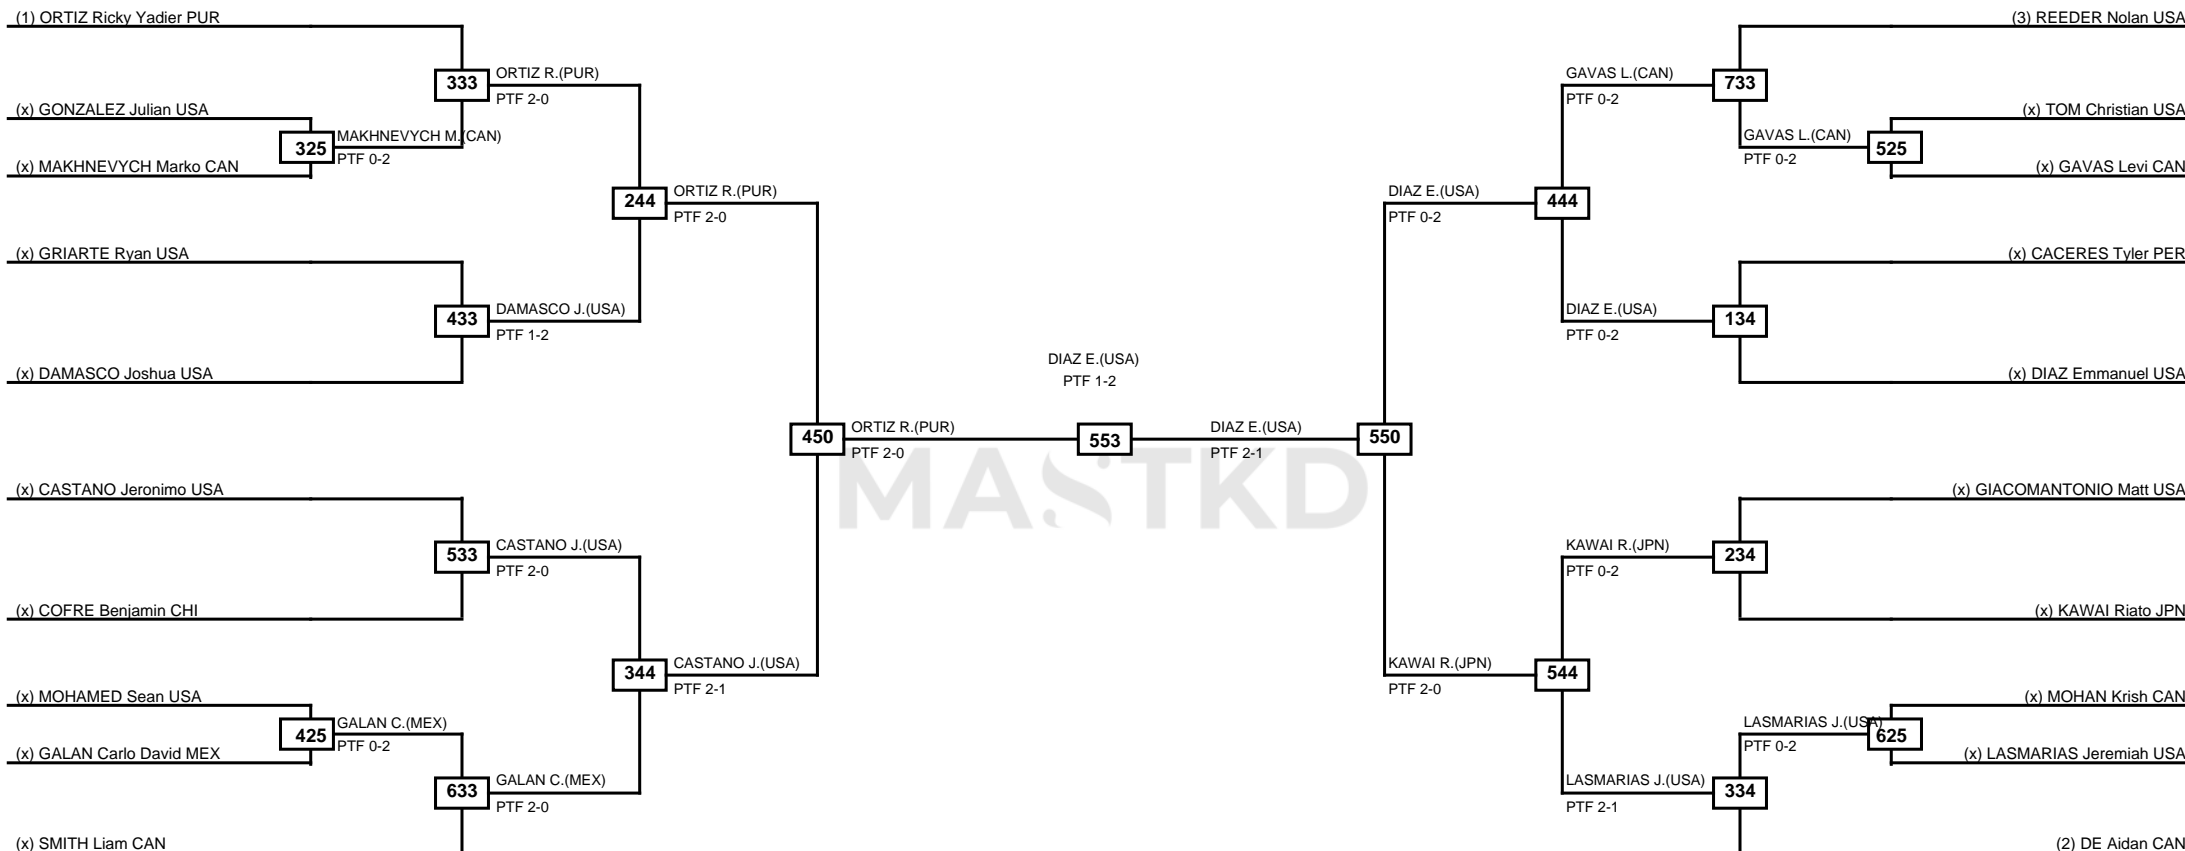 (1) ORTIZ Ricky Yadier PUR
333
ORTIZ R.(PUR)
PTF 2-0
(x) GONZALEZ Julian USA
325
MAKHNEVYCH M.(CAN)
PTF 0-2
(x) MAKHNEVYCH Marko CAN
244
ORTIZ R.(PUR)
PTF 2-0
(x) GRIARTE Ryan USA
433
DAMASCO J.(USA)
PTF 1-2
(x) DAMASCO Joshua USA
450
ORTIZ R.(PUR)
PTF 2-0
(x) CASTANO Jeronimo USA
533
CASTANO J.(USA)
PTF 2-0
(x) COFRE Benjamin CHI
344
CASTANO J.(USA)
PTF 2-1
(x) MOHAMED Sean USA
425
GALAN C.(MEX)
PTF 0-2
(x) GALAN Carlo David MEX
633
GALAN C.(MEX)
PTF 2-0
(x) SMITH Liam CAN
DIAZ E.(USA)
PTF 1-2
553
MASTKD
(3) REEDER Nolan USA
GAVAS L.(CAN)
PTF 0-2
733
(x) TOM Christian USA
GAVAS L.(CAN)
PTF 0-2
525
(x) GAVAS Levi CAN
DIAZ E.(USA)
PTF 0-2
444
(x) CACERES Tyler PER
DIAZ E.(USA)
PTF 0-2
134
(x) DIAZ Emmanuel USA
DIAZ E.(USA)
PTF 2-1
550
(x) GIACOMANTONIO Matt USA
KAWAI R.(JPN)
PTF 0-2
234
(x) KAWAI Riato JPN
KAWAI R.(JPN)
PTF 2-0
544
(x) MOHAN Krish CAN
LASMARIAS J.(USA)
PTF 0-2
625
(x) LASMARIAS Jeremiah USA
LASMARIAS J.(USA)
PTF 2-1
334
(2) DE Aidan CAN